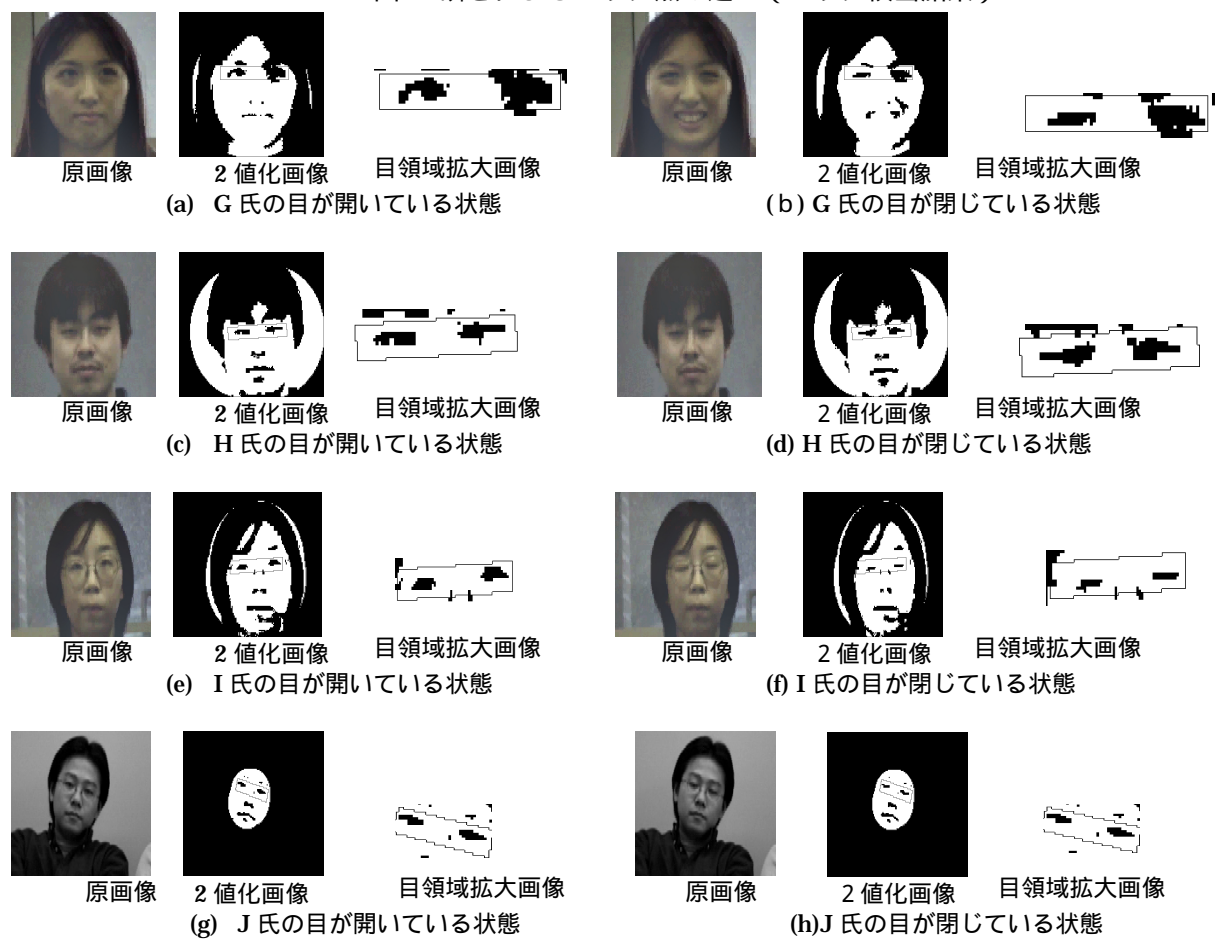 原画像 2 値化画像 目領域拡大画像
(a) G 氏の目が開いている状態
原画像 2 値化画像 目領域拡大画像
(b) G 氏の目が閉じている状態
原画像 2 値化画像 目領域拡大画像
(c) H 氏の目が開いている状態
原画像 2 値化画像 目領域拡大画像
(d) H 氏の目が閉じている状態
原画像 2 値化画像 目領域拡大画像
(e) I 氏の目が開いている状態
原画像 2 値化画像 目領域拡大画像
(f) I 氏の目が閉じている状態
原画像 2 値化画像 目領域拡大画像
(g) J 氏の目が開いている状態
原画像 2 値化画像 目領域拡大画像
(h)J 氏の目が閉じている状態